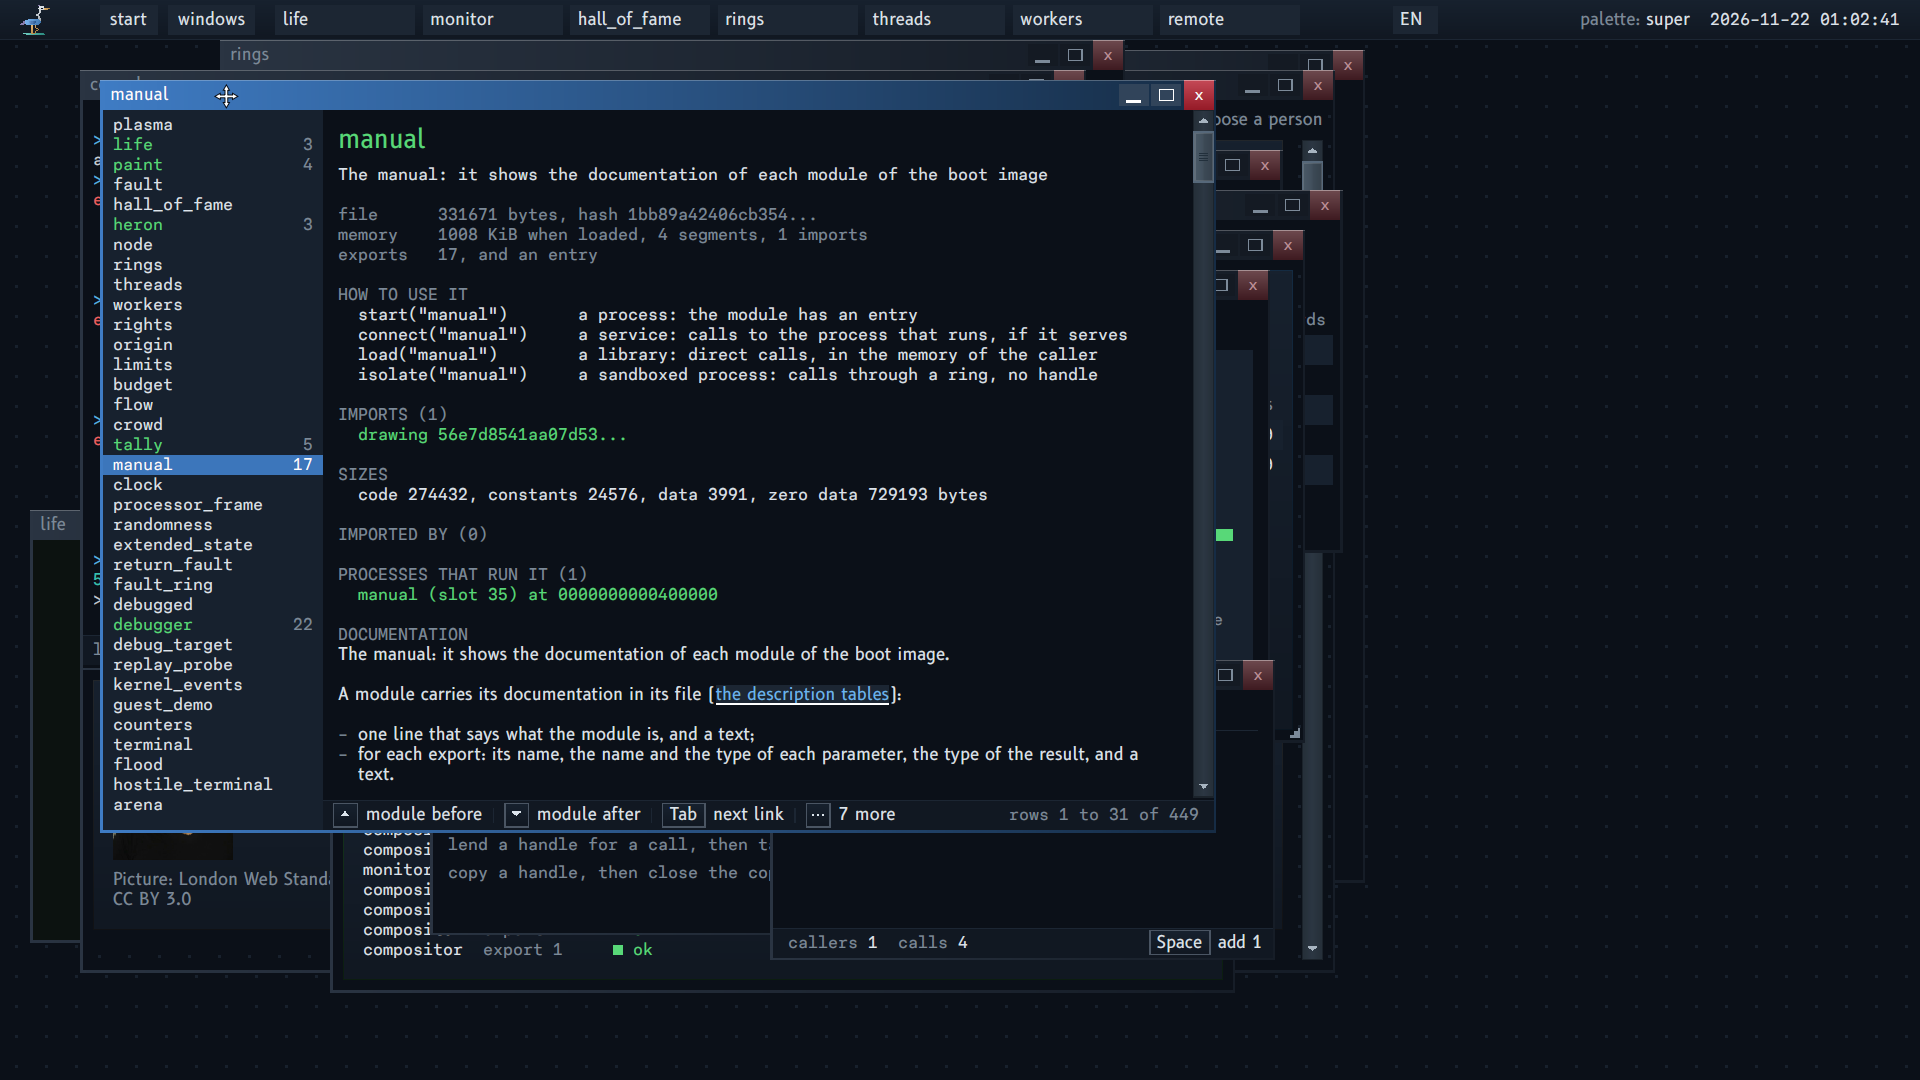 start windows life monitor hall_of_fame rings threads workers remote EN palette: super 2026-11-22 01:02:41
rings
manual
plasma
life 3
paint 4
fault
hall_of_fame
heron 3
node
rings
threads
workers
rights
origin
limits
budget
flow
crowd
tally 5
manual 17
clock
processor_frame
randomness
extended_state
return_fault
fault_ring
debugged
debugger 22
debug_target
replay_probe
kernel_events
guest_demo
counters
terminal
flood
hostile_terminal
arena
manual
The manual: it shows the documentation of each module of the boot image
file 331671 bytes, hash 1bb89a42406cb354...
memory 1008 KiB when loaded, 4 segments, 1 imports
exports 17, and an entry
HOW TO USE IT
start("manual") a process: the module has an entry
connect("manual") a service: calls to the process that runs, if it serves
load("manual") a library: direct calls, in the memory of the caller
isolate("manual") a sandboxed process: calls through a ring, no handle
IMPORTS (1)
drawing 56e7d8541aa07d53...
SIZES
code 274432, constants 24576, data 3991, zero data 729193 bytes
IMPORTED BY (0)
PROCESSES THAT RUN IT (1)
manual (slot 35) at 0000000000400000
DOCUMENTATION
The manual: it shows the documentation of each module of the boot image.
A module carries its documentation in its file [the description tables]:
– one line that says what the module is, and a text;
– for each export: its name, the name and the type of each parameter, the type of the result, and a
text.
module before module after Tab next link ... 7 more rows 1 to 31 of 449
a person
life
Picture: London Web
CC BY 3.0
composi
monitor
composi
composi
composi
compositor export 1 ok
lend a handle for a call, then
copy a handle, then close the
callers 1 calls 4 Space add 1